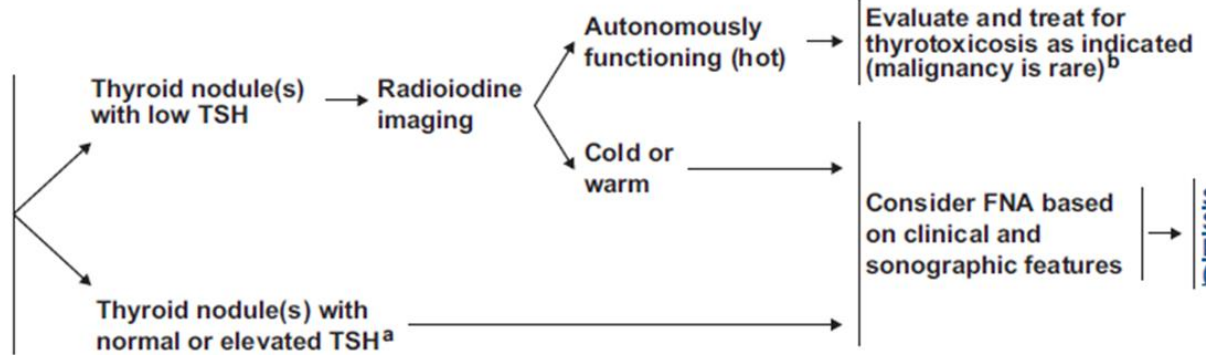 Thyroid nodule(s)
with low TSH
Radioiodine
imaging
Autonomously
functioning (hot)
Evaluate and treat for
thyrotoxicosis as indicated
(malignancy is rare)b
Cold or
warm
Consider FNA based
on clinical and
sonographic features
Thyroid nodule(s) with
normal or elevated TSHa